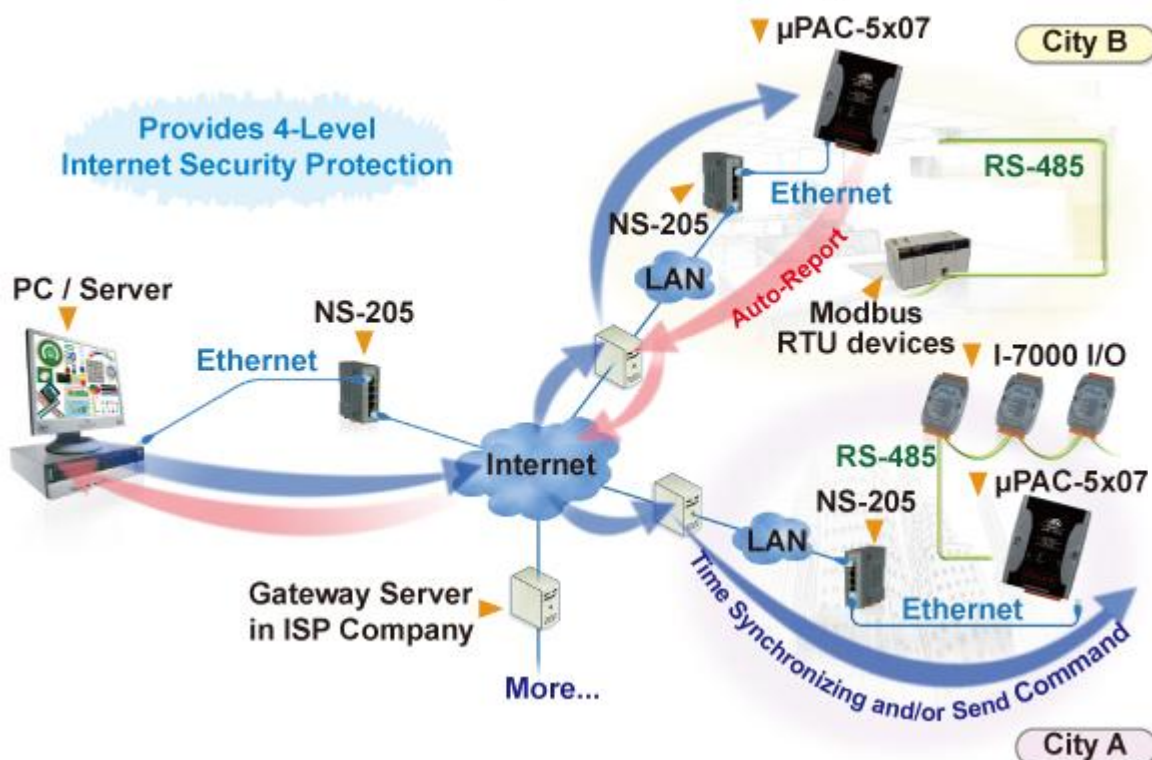 µPAC-5x07
City B
Provides 4-Level
Internet Security Protection
RS-485
Ethernet
NS-205
LAN
Auto-Report
PC / Server
NS-205
Modbus
RTU devices
I-7000 I/O
Ethernet
Internet
RS-485
µPAC-5x07
NS-205
LAN
Gateway Server
in ISP Company
Ethernet
Time Synchronizing and/or Send Command
More...
City A